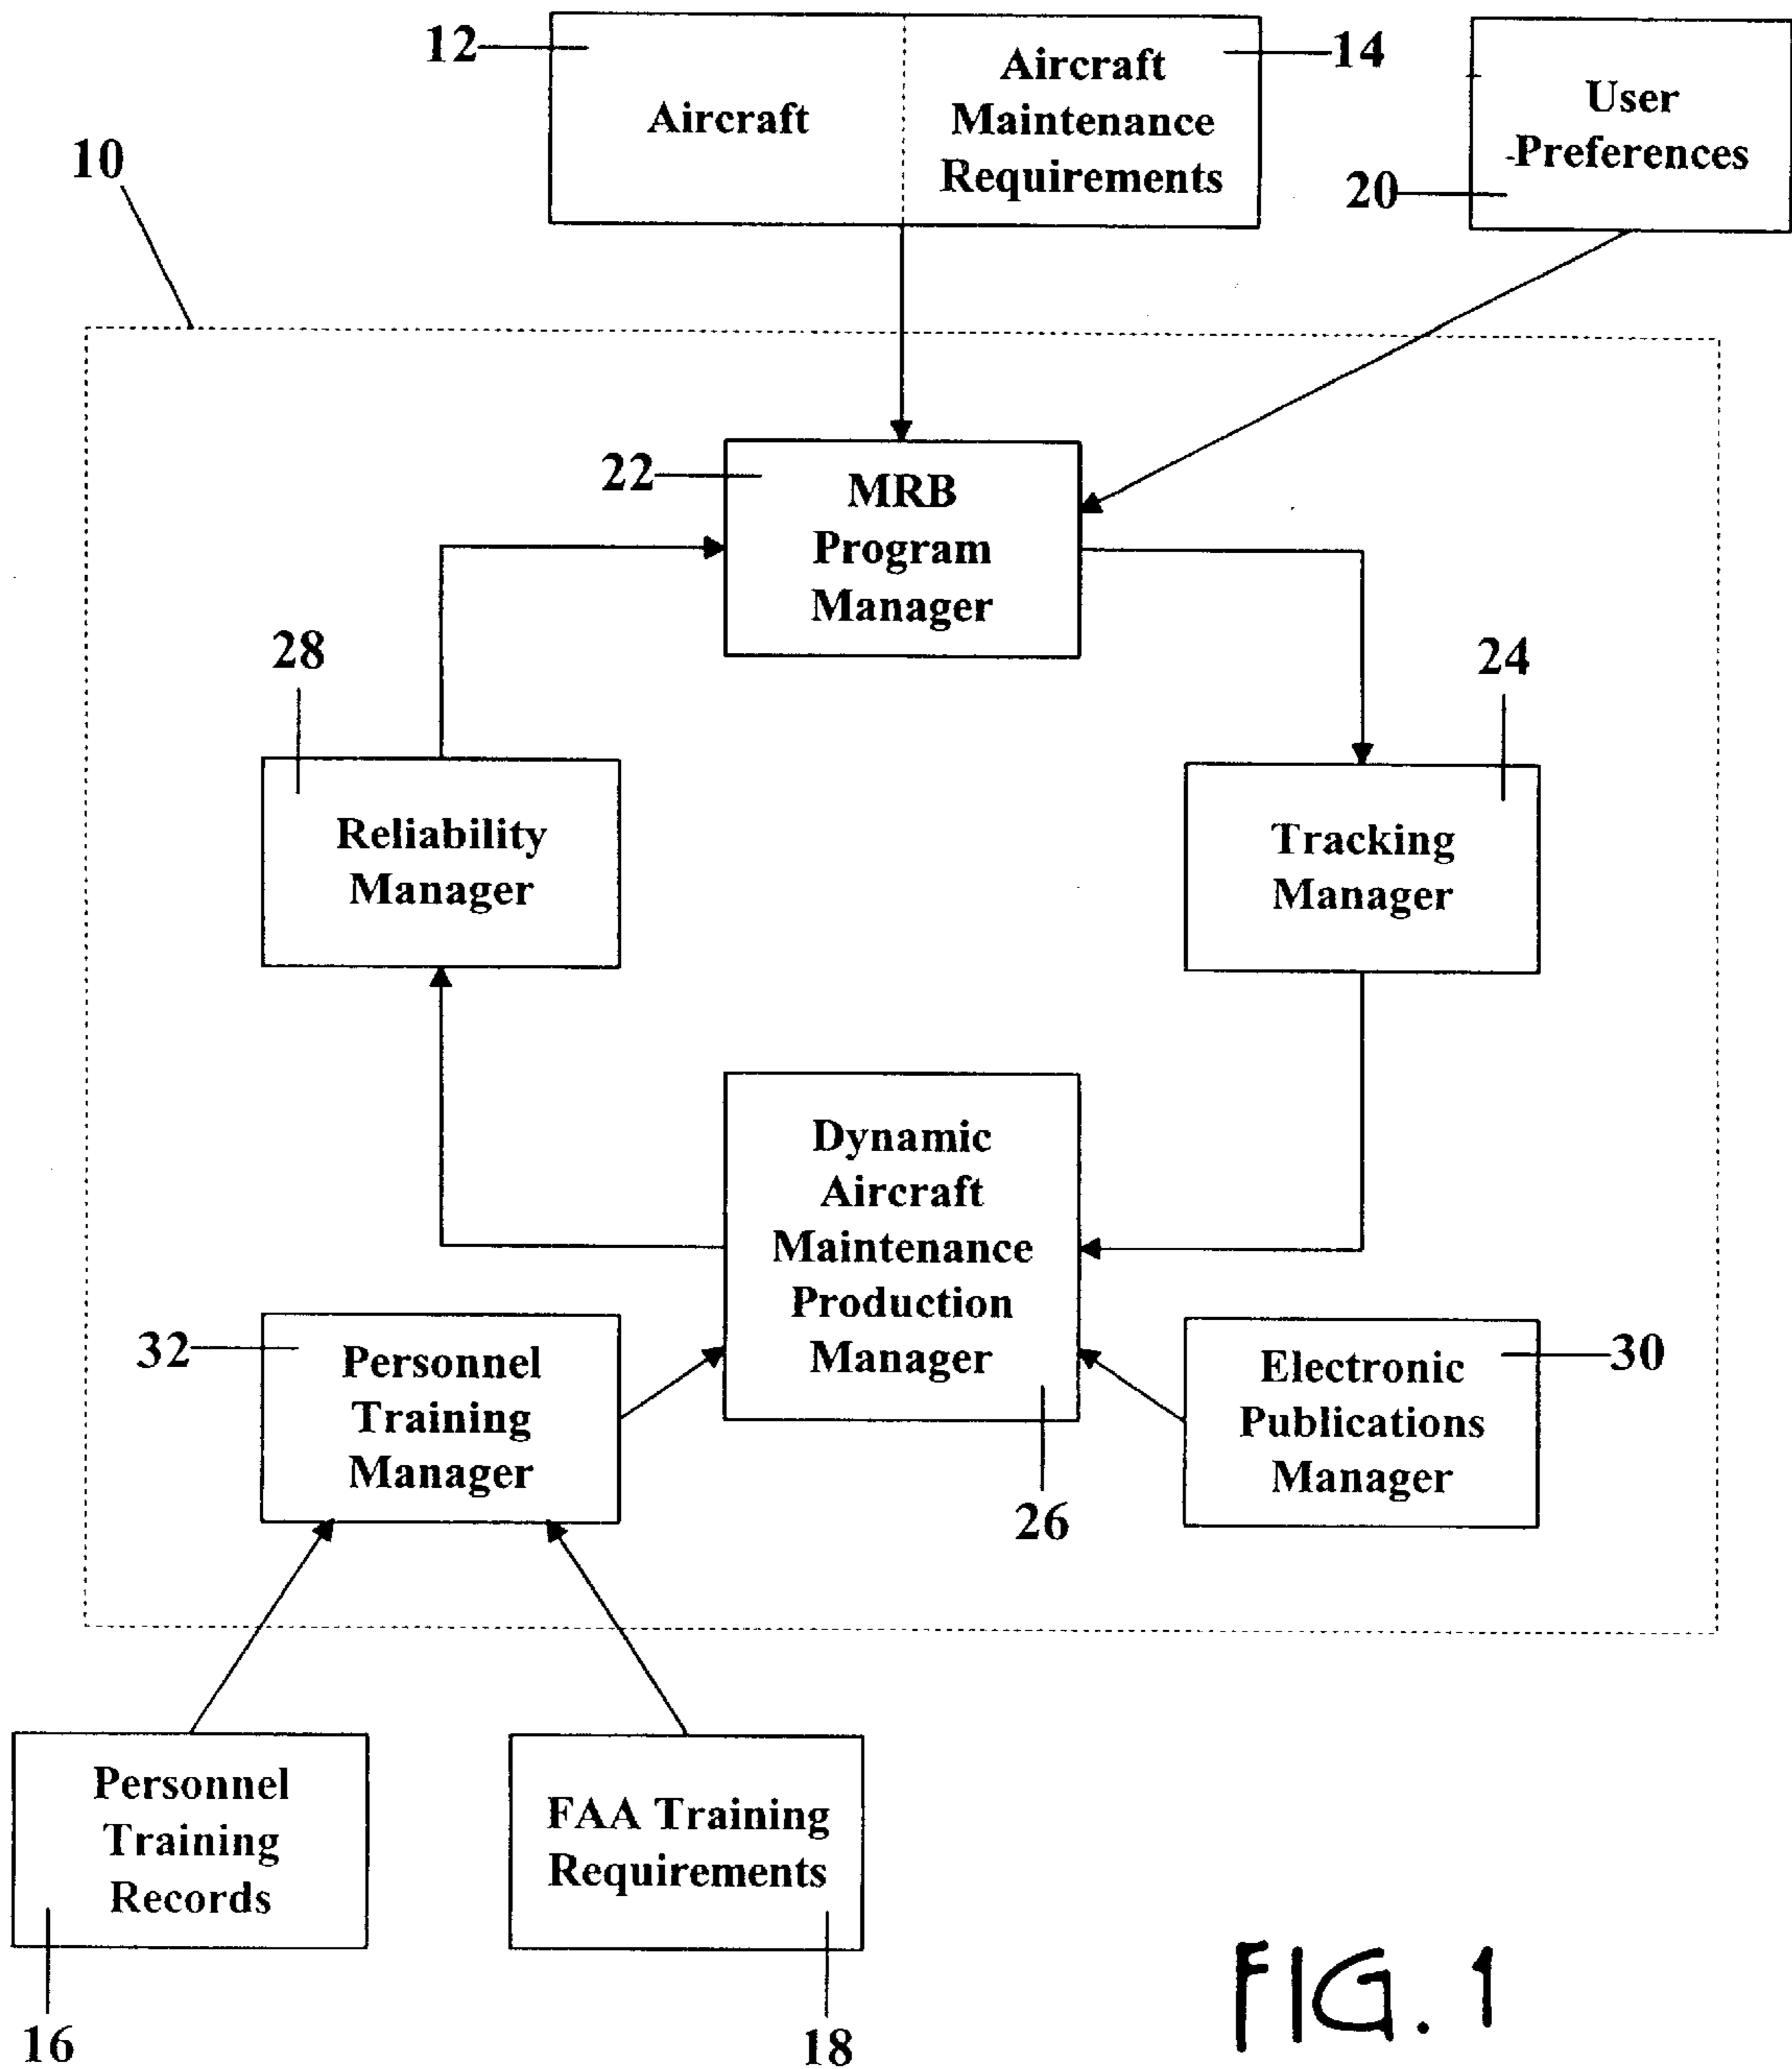 12
Aircraft
Aircraft
Maintenance
Requirements
14
User
Preferences
20
10
22
MRB
Program
Manager
28
Reliability
Manager
24
Tracking
Manager
Dynamic
Aircraft
Maintenance
Production
Manager
26
32
Personnel
Training
Manager
Electronic
Publications
Manager
30
Personnel
Training
Records
16
FAA Training
Requirements
18
FIG. 1